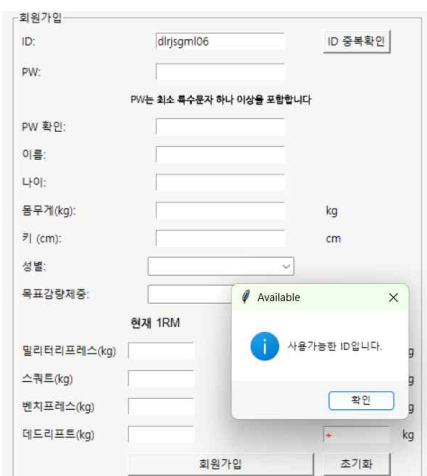 회원가입
ID: dlrjsgml06 ID 중복확인
PW:
PW는 최소 특수문자 하나 이상을 포함합니다
PW 확인:
이름:
나이:
몸무게(kg): kg
키 (cm): cm
성별:
목표감량체중:
Available
현재 1RM
사용가능한 ID입니다.
밀리터리프레스(kg) g
스쿼트(kg) g
확인
벤치프레스(kg) g
데드리프트(kg) + kg
회원가입 초기화